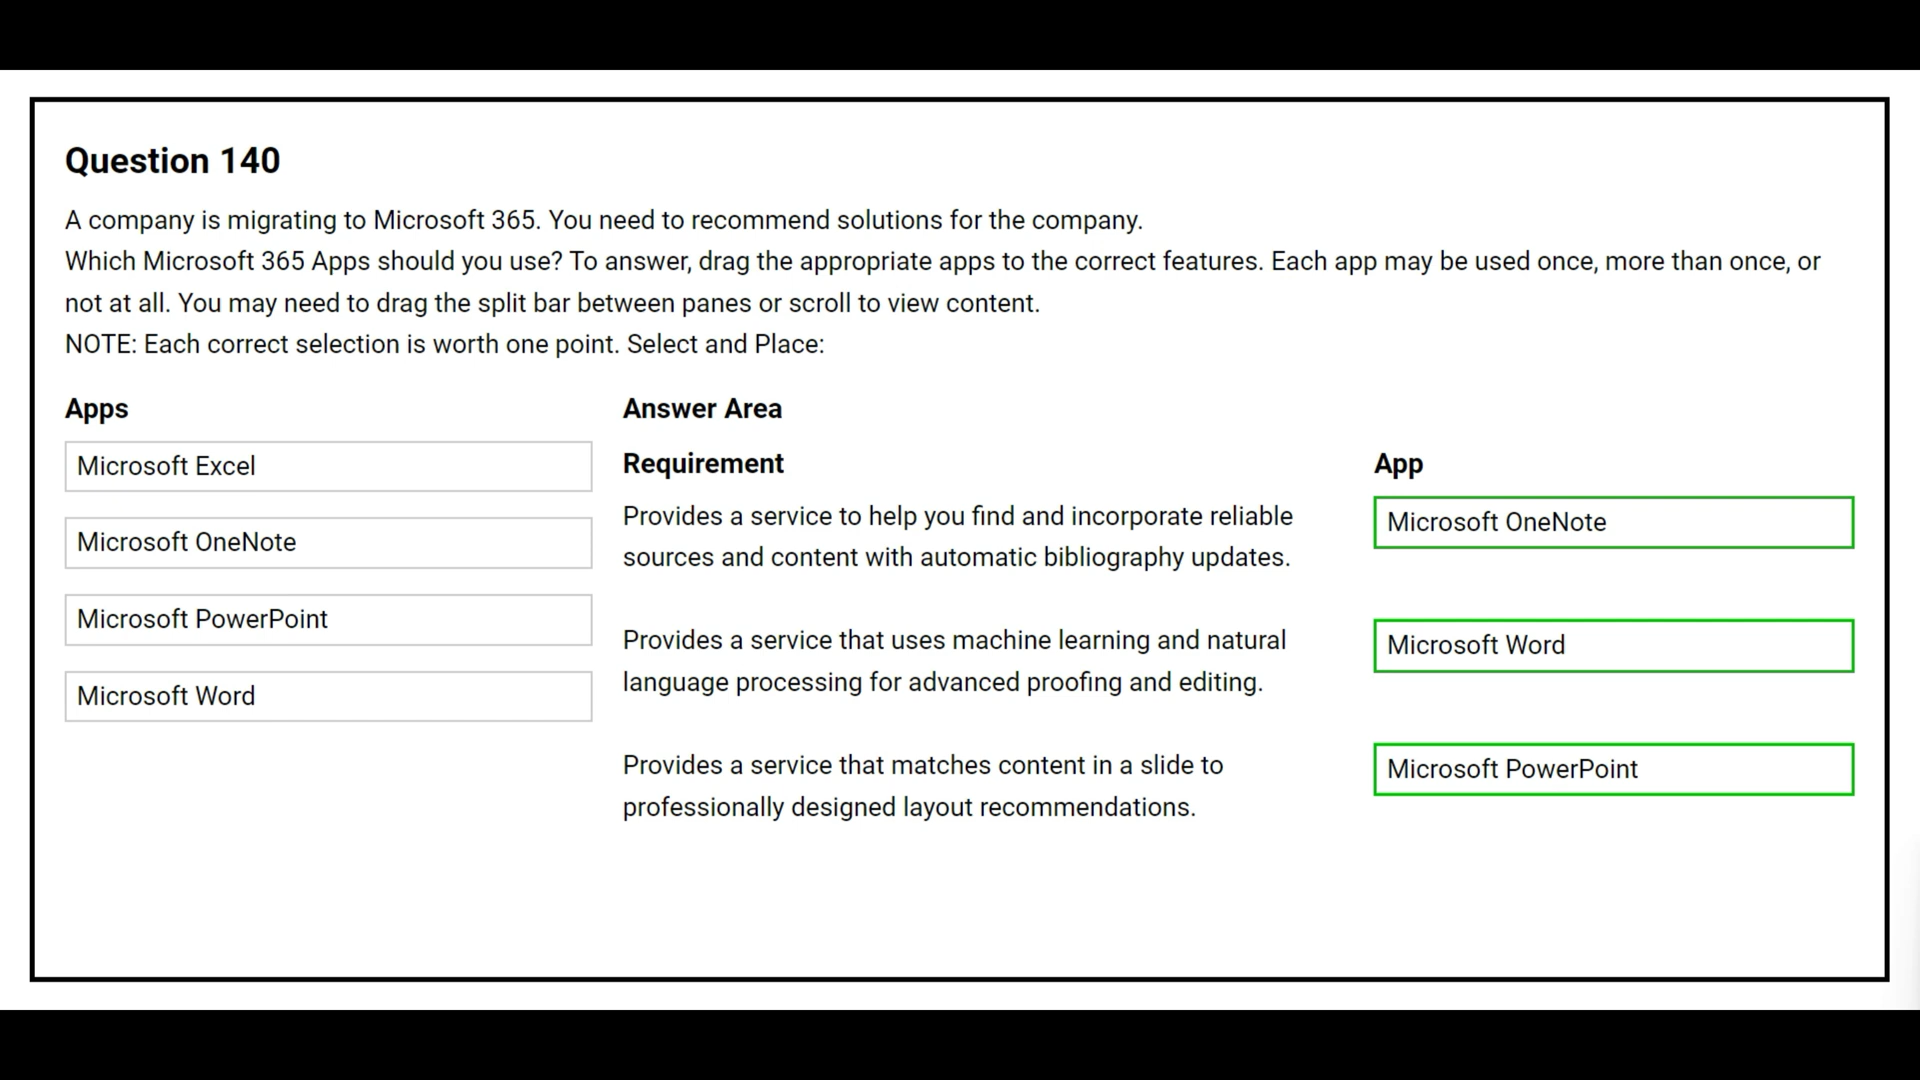 Question 140
A company is migrating to Microsoft 365. You need to recommend solutions for the company.
Which Microsoft 365 Apps should you use? To answer, drag the appropriate apps to the correct features. Each app may be used once, more than once, or
not at all. You may need to drag the split bar between panes or scroll to view content.
NOTE: Each correct selection is worth one point. Select and Place:
Apps
Microsoft Excel
Microsoft OneNote
Microsoft PowerPoint
Microsoft Word
Answer Area
Requirement
App
Provides a service to help you find and incorporate reliable
sources and content with automatic bibliography updates.
Microsoft OneNote
Provides a service that uses machine learning and natural
language processing for advanced proofing and editing.
Microsoft Word
Provides a service that matches content in a slide to
professionally designed layout recommendations.
Microsoft PowerPoint